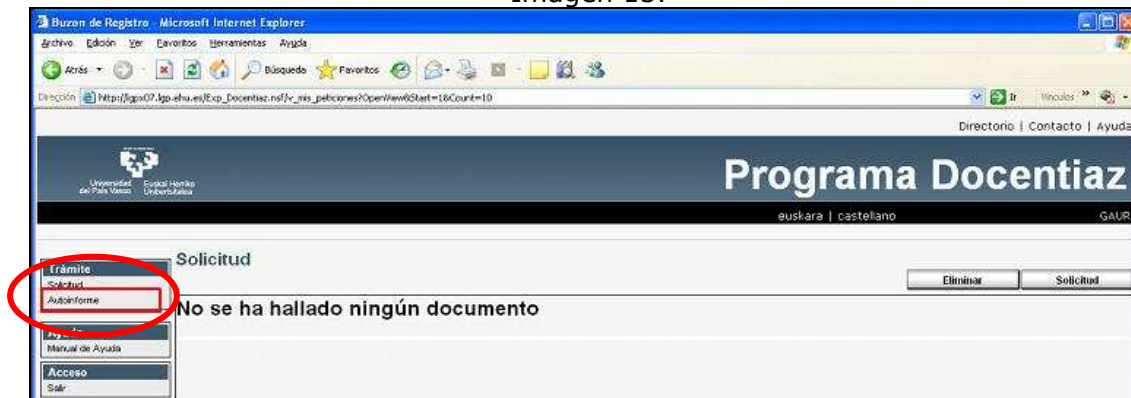 Imagen 15.
Buzon de Registro - Microsoft Internet Explorer
Archivo Edición Ver Favoritos Herramientas Ayuda
Atrás Búsqueda Favoritos
Dirección http://lgpx07.lgp.ehu.es/Exp_Docentiaz.nsf/v_mis_peticiones?OpenView&Start=1&Count=10 Ir Vínculos »
Directorio | Contacto | Ayuda
Programa Docentiaz
Universidad del País Vasco Euskal Herriko Unibertsitatea
euskara | castellano GAUR
Solicitud
Trámite
Solicitud
Autoinforme
Eliminar Solicitud
No se ha hallado ningún documento
Ayuda
Manual de Ayuda
Acceso
Salir